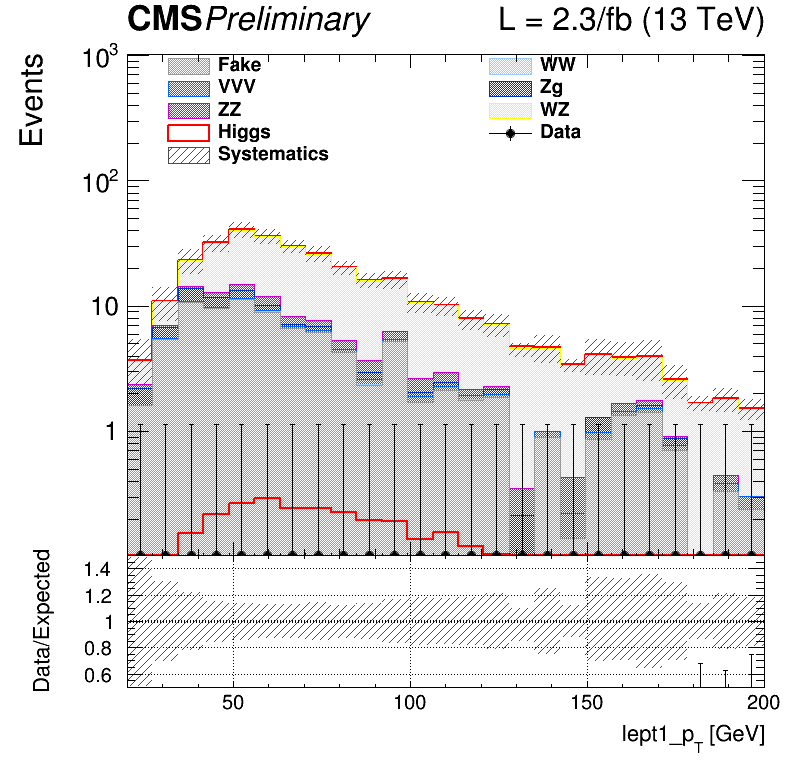 CMS Preliminary L = 2.3/fb (13 TeV)
Events
10³
10²
10
1
Fake WW
VVV Zg
ZZ WZ
Higgs Data
Systematics
Data/Expected
1.4
1.2
1
0.8
0.6
50 100 150 200
lept1_p_T [GeV]